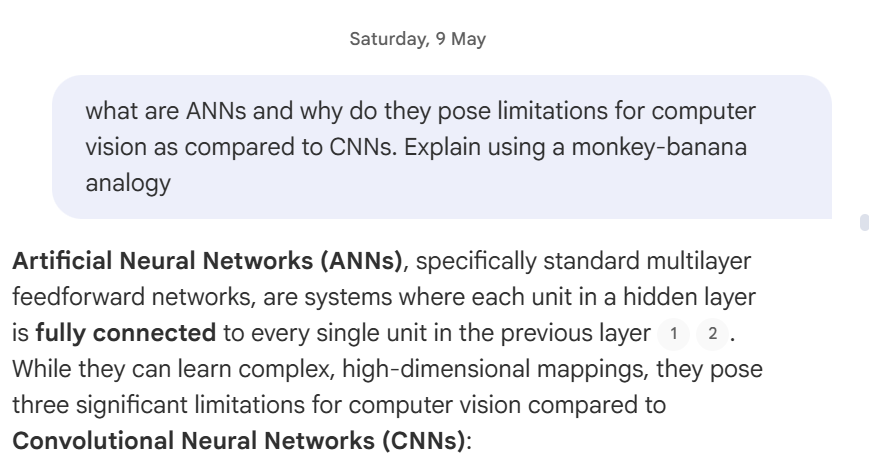 Saturday, 9 May
what are ANNs and why do they pose limitations for computer
vision as compared to CNNs. Explain using a monkey-banana
analogy
Artificial Neural Networks (ANNs), specifically standard multilayer
feedforward networks, are systems where each unit in a hidden layer
is fully connected to every single unit in the previous layer 1 2 .
While they can learn complex, high-dimensional mappings, they pose
three significant limitations for computer vision compared to
Convolutional Neural Networks (CNNs):